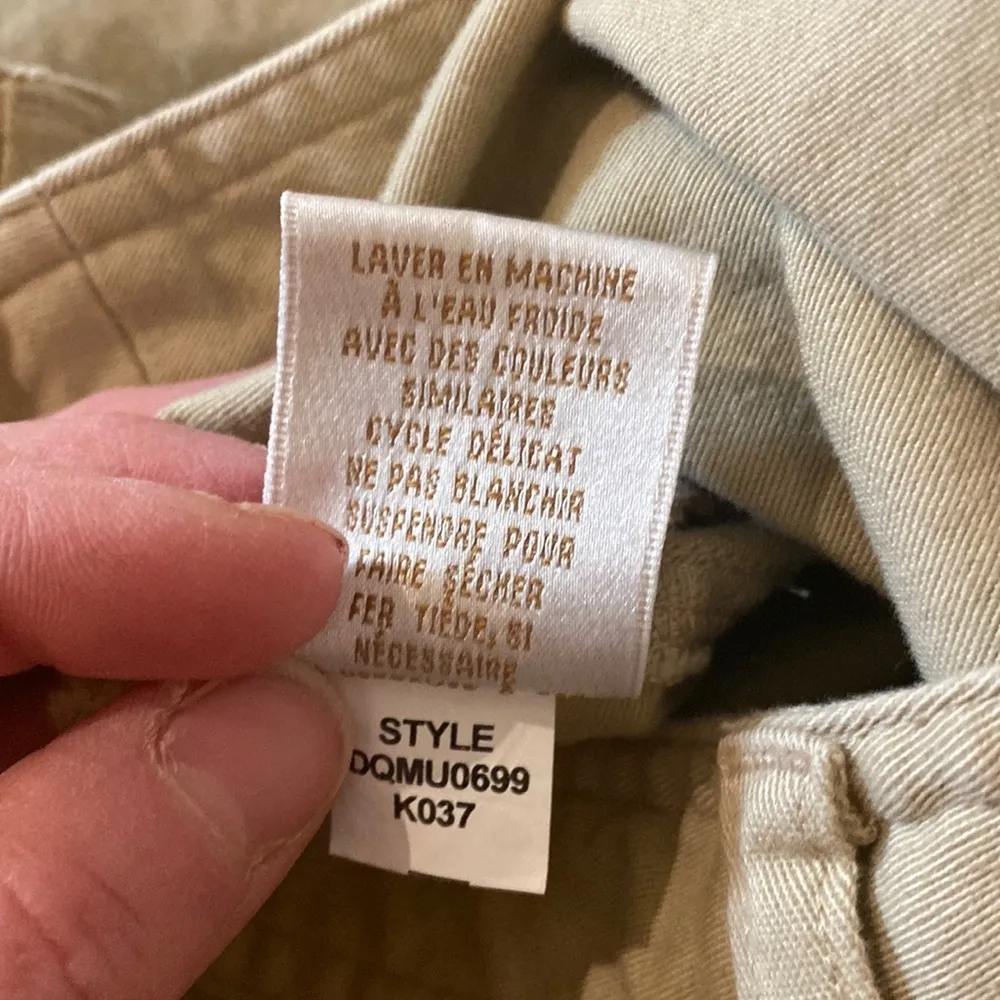 LAVER EN MACHINE
À L'EAU FROIDE
AVEC DES COULEURS
SIMILAIRES
CYCLE DÉLICAT
NE PAS BLANCHIR
SUSPENDRE POUR
FAIRE SÉCHER
FER TIÈDE, SI
NÉCESSAIRE
STYLE
DQMU0699
K037